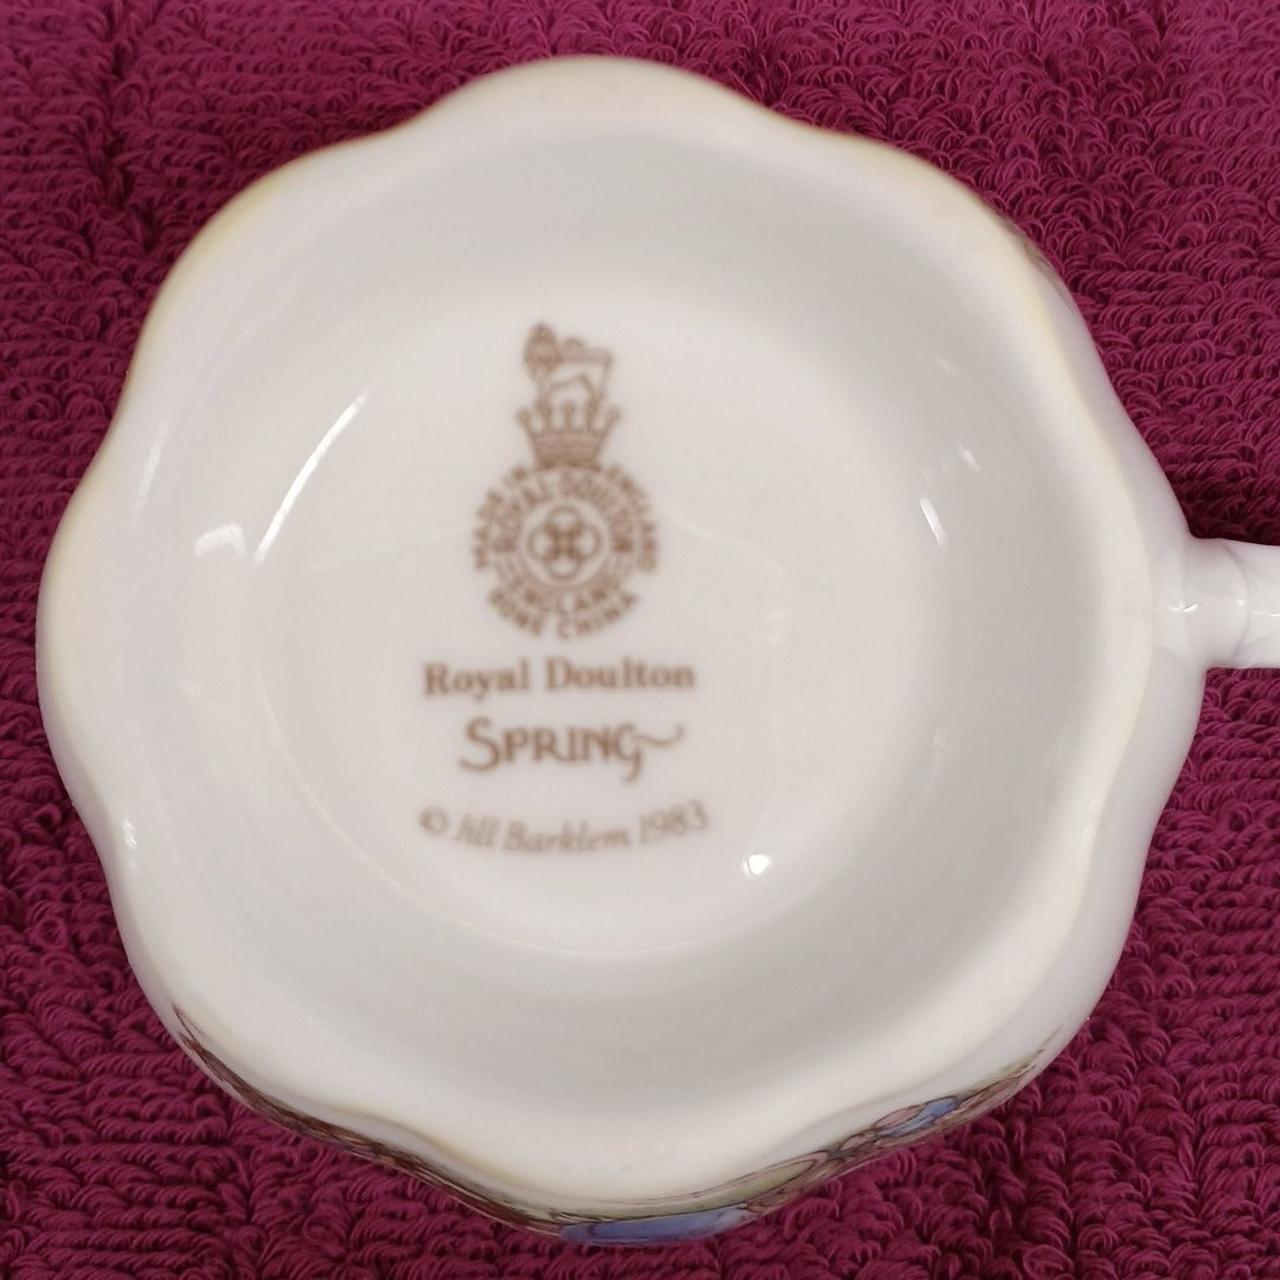 MADE IN ENGLAND
ROYAL DOULTON
ENGLAND
BONE CHINA
Royal Doulton
SPRING
© Jill Barklem 1983